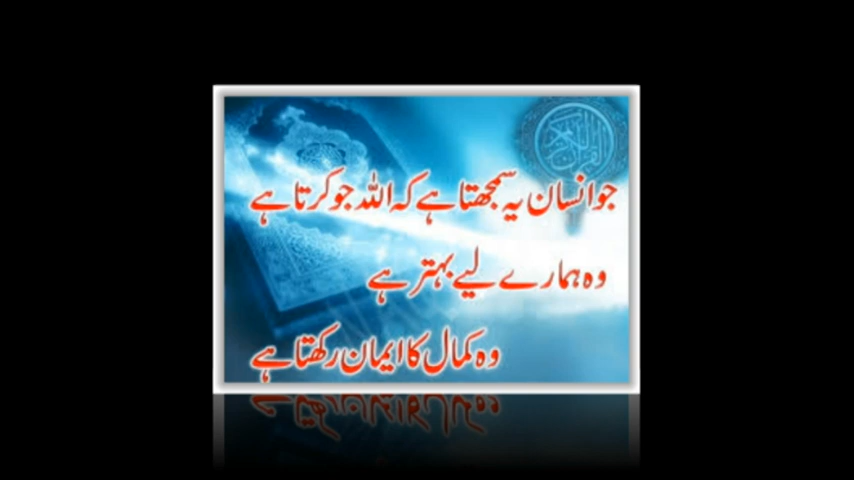 جو انسان یہ سمجھتا ہے کہ اللہ جو کرتا ہے
وہ ہمارے لیے بہتر ہے
وہ کمال کا ایمان رکھتا ہے